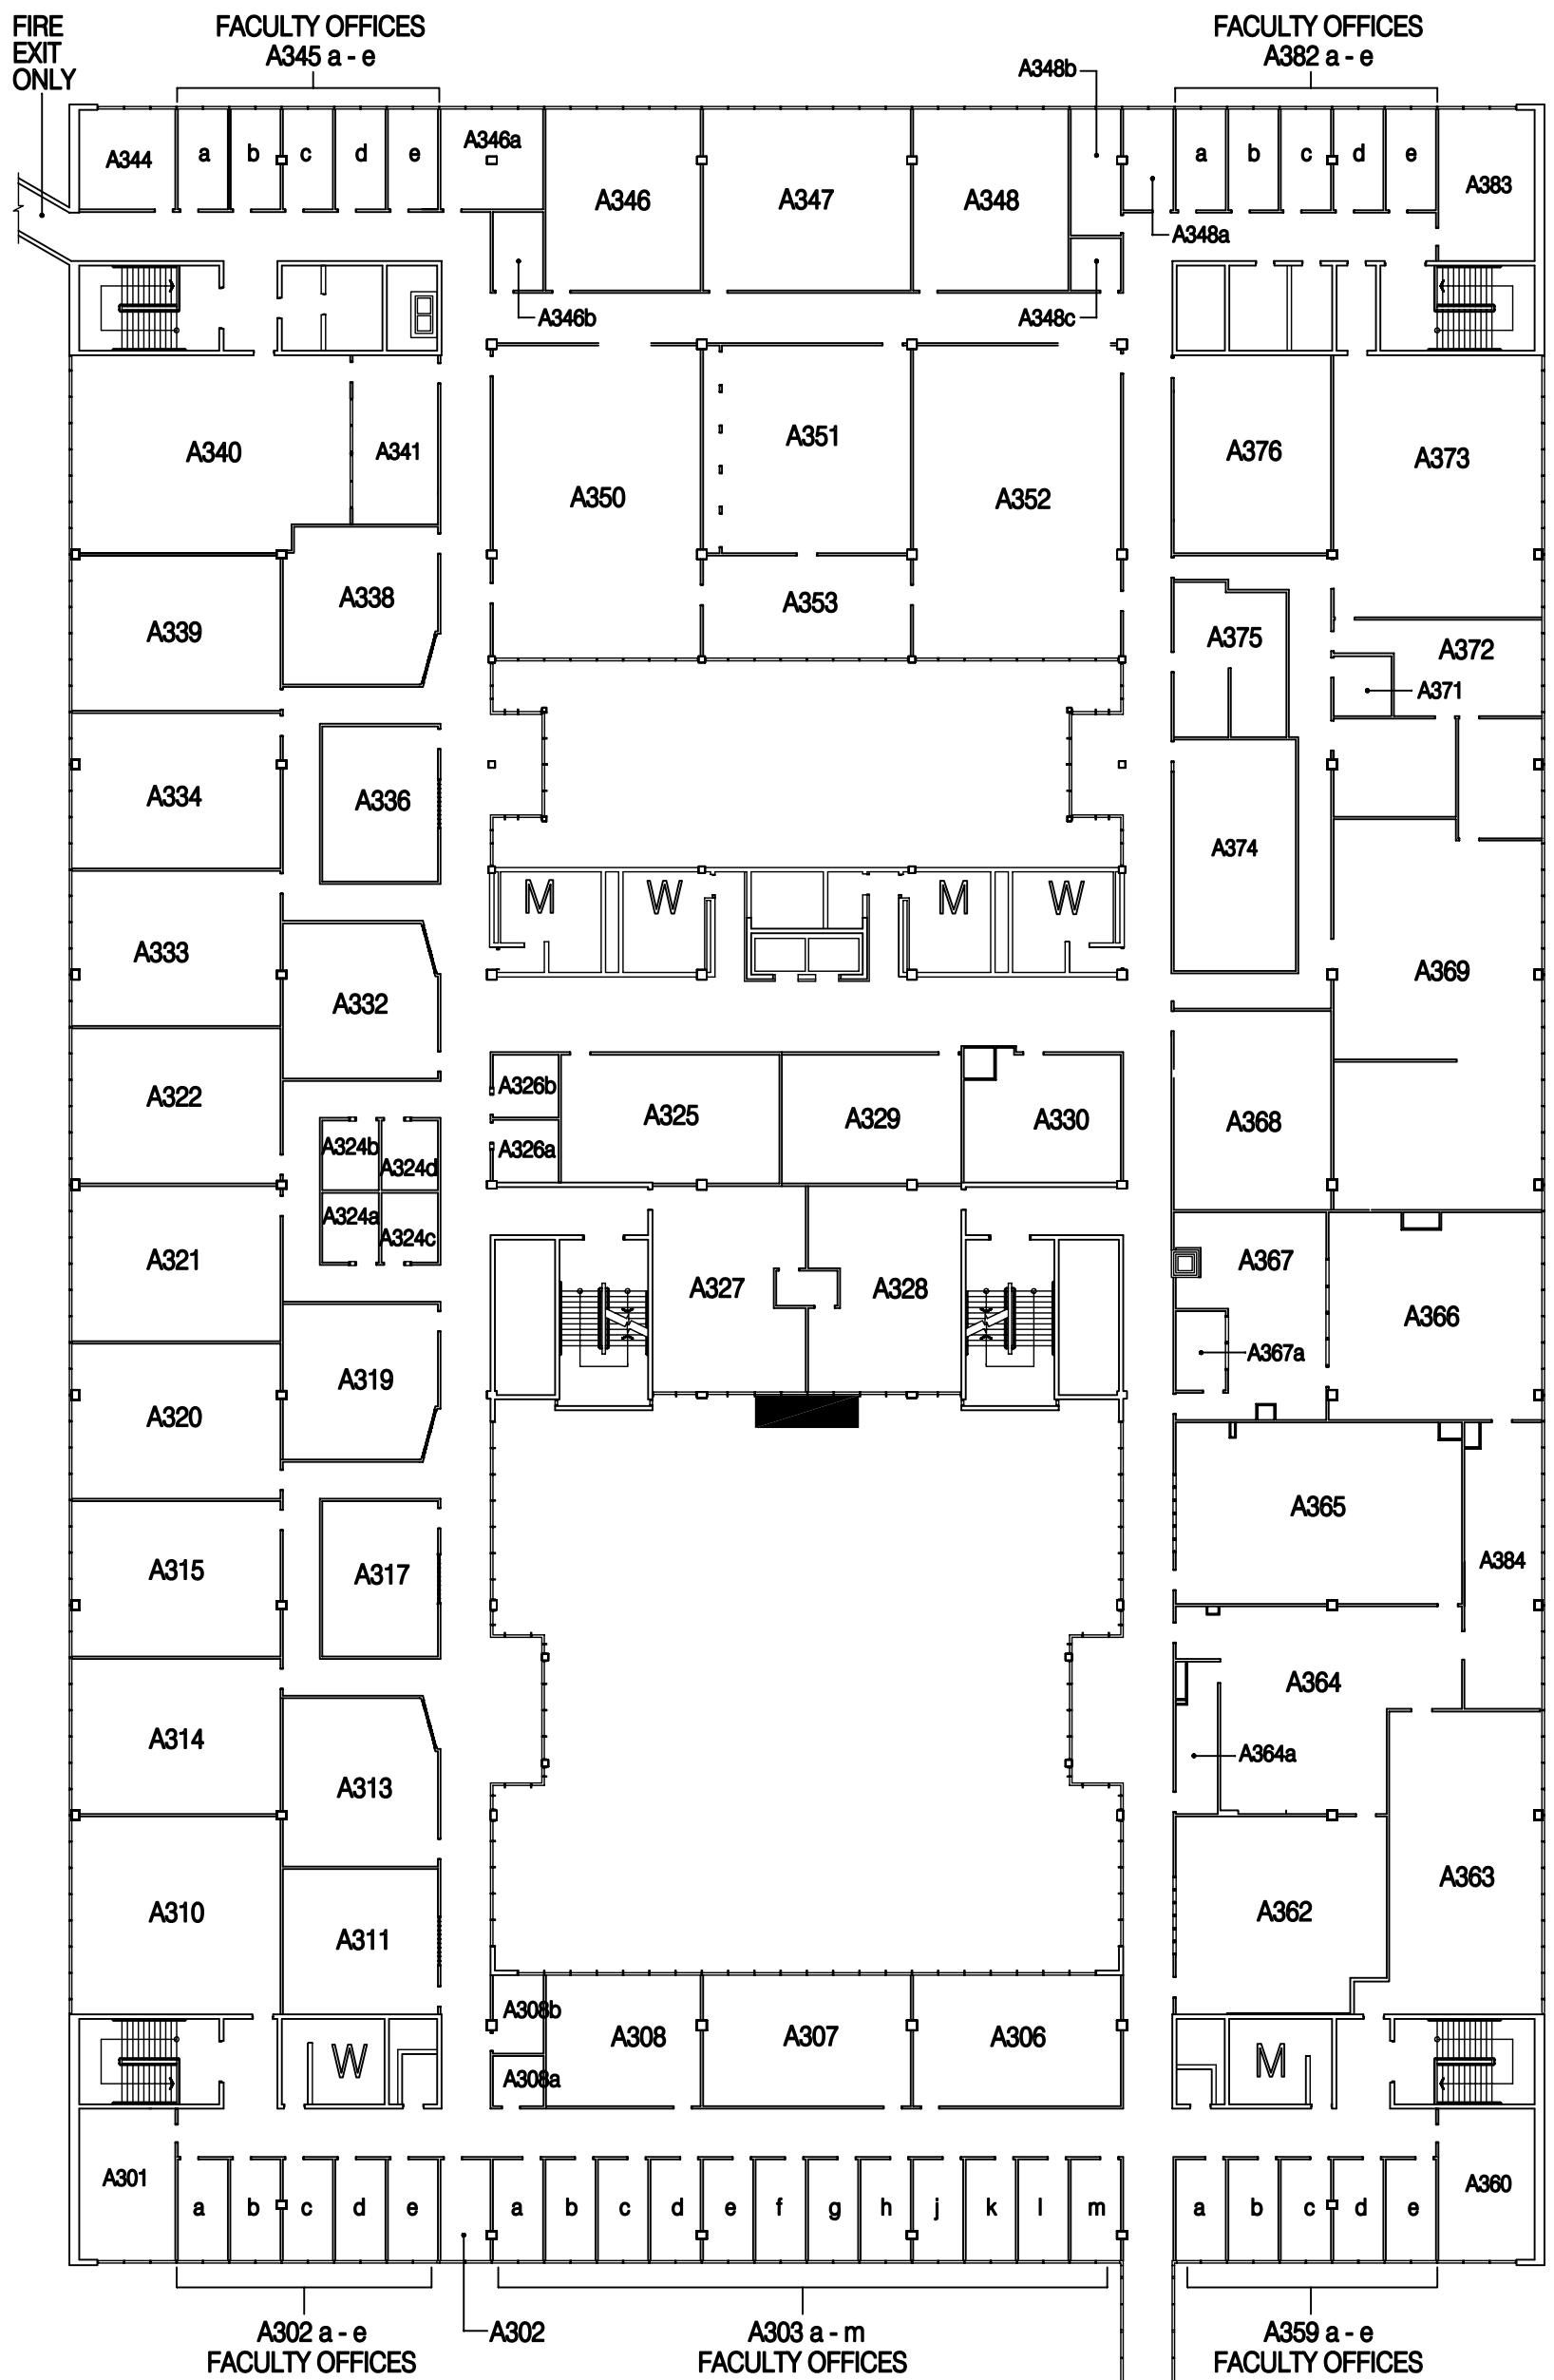 FIRE
EXIT
ONLY
FACULTY OFFICES
A345 a - e
FACULTY OFFICES
A382 a - e
A348b
A344
a
b
c
d
e
A346a
A346
A347
A348
a
b
c
d
e
A383
A348a
A346b
A348c
A340
A341
A350
A351
A352
A376
A373
A339
A338
A353
A375
A372
A371
A334
A336
A374
M
W
M
W
A333
A332
A369
A322
A326b
A325
A329
A330
A368
A324b
A324d
A326a
A324a
A324c
A321
A327
A328
A367
A366
A367a
A320
A319
A365
A384
A315
A317
A364
A314
A313
A364a
A310
A311
A362
A363
A308b
A308
A307
A306
W
A308a
M
A301
a
b
c
d
e
a
b
c
d
e
f
g
h
j
k
l
m
a
b
c
d
e
A360
A302 a - e
FACULTY OFFICES
A302
A303 a - m
FACULTY OFFICES
A359 a - e
FACULTY OFFICES